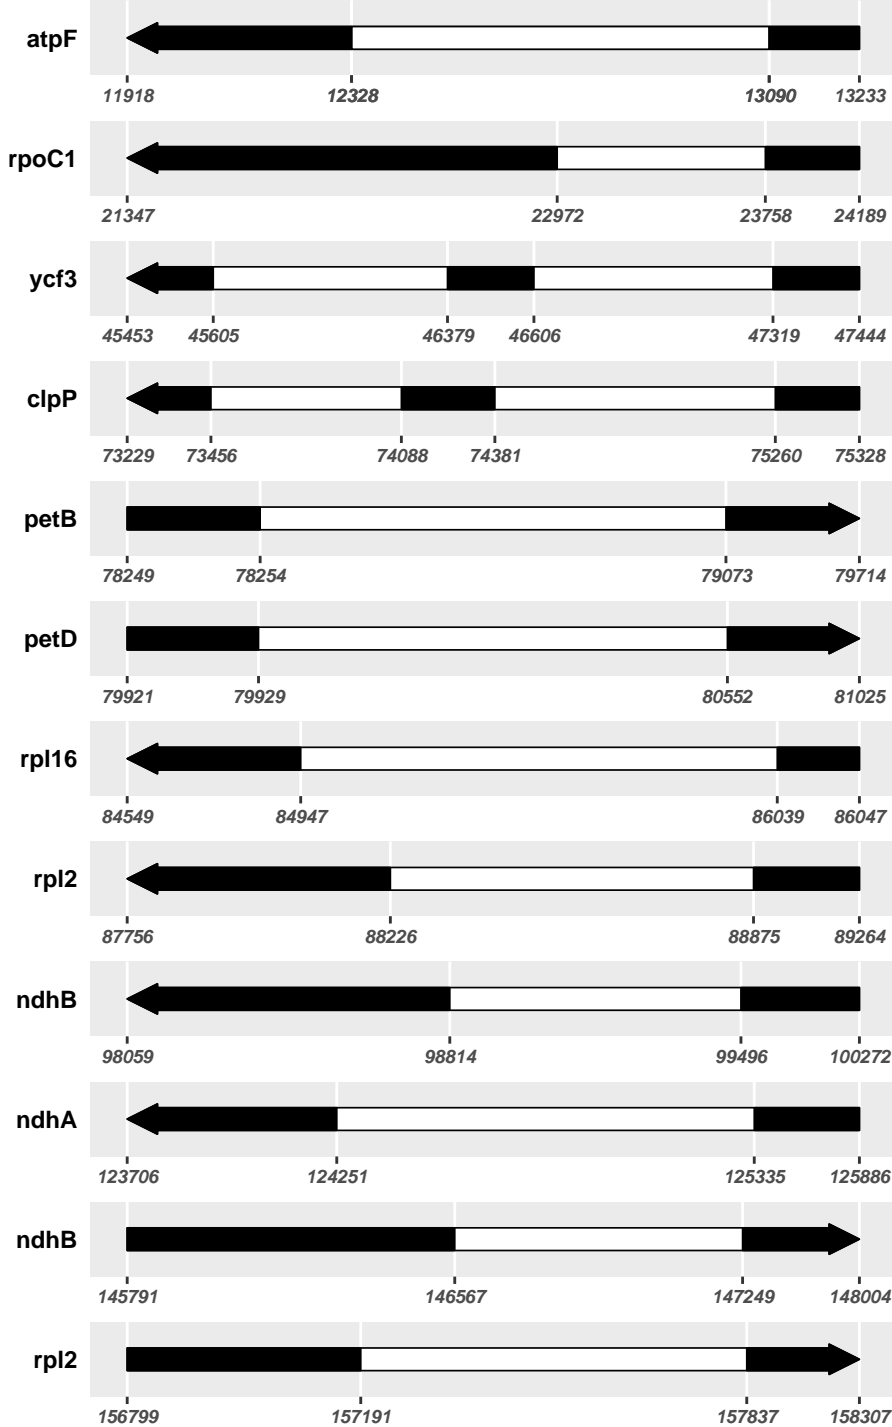 atpF
11918 12328 13090 13233
rpoC1
21347 22972 23758 24189
ycf3
45453 45605 46379 46606 47319 47444
clpP
73229 73456 74088 74381 75260 75328
petB
78249 78254 79073 79714
petD
79921 79929 80552 81025
rpl16
84549 84947 86039 86047
rpl2
87756 88226 88875 89264
ndhB
98059 98814 99496 100272
ndhA
123706 124251 125335 125886
ndhB
145791 146567 147249 148004
rpl2
156799 157191 157837 158307